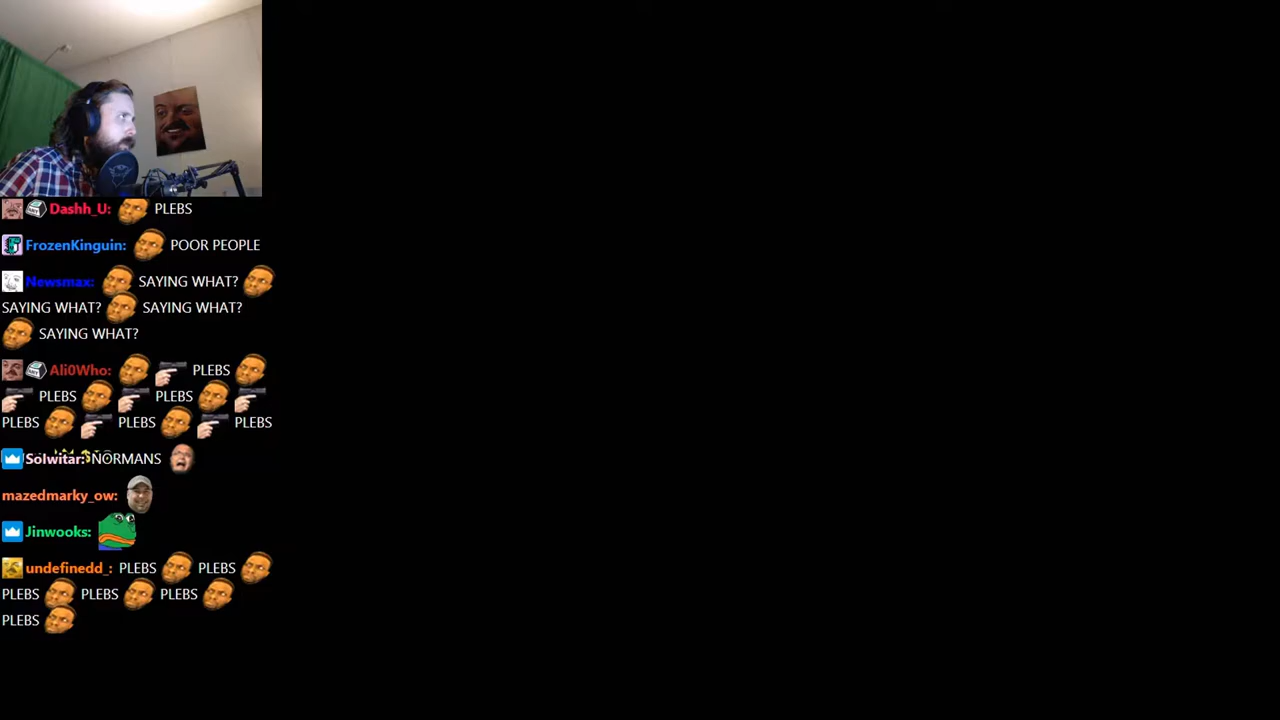 Dashh_U: PLEBS
FrozenKinguin: POOR PEOPLE
Newsmax: SAYING WHAT?
SAYING WHAT? SAYING WHAT?
SAYING WHAT?
Ali0Who: PLEBS
PLEBS PLEBS
PLEBS PLEBS PLEBS
Solwitar: NORMANS
mazedmarky_ow:
Jinwooks:
undefinedd_: PLEBS PLEBS
PLEBS PLEBS PLEBS
PLEBS